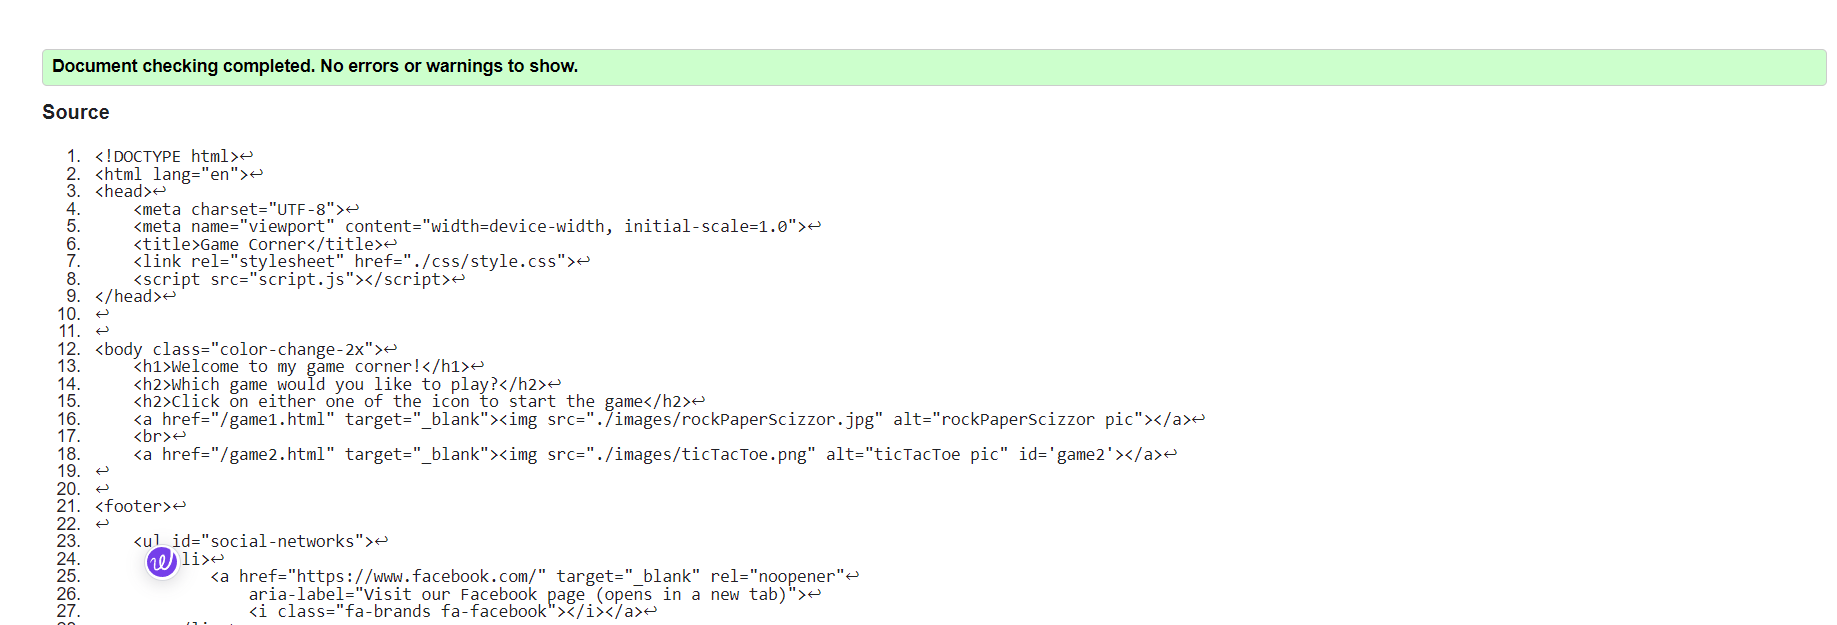 Document checking completed. No errors or warnings to show.
Source
1. <!DOCTYPE html>↩
2. <html lang="en">↩
3. <head>↩
4.     <meta charset="UTF-8">↩
5.     <meta name="viewport" content="width=device-width, initial-scale=1.0">↩
6.     <title>Game Corner</title>↩
7.     <link rel="stylesheet" href="./css/style.css">↩
8.     <script src="script.js"></script>↩
9. </head>↩
10. ↩
11. ↩
12. <body class="color-change-2x">↩
13.     <h1>Welcome to my game corner!</h1>↩
14.     <h2>Which game would you like to play?</h2>↩
15.     <h2>Click on either one of the icon to start the game</h2>↩
16.     <a href="/game1.html" target="_blank"><img src="./images/rockPaperScizzor.jpg" alt="rockPaperScizzor pic"></a>↩
17.     <br>↩
18.     <a href="/game2.html" target="_blank"><img src="./images/ticTacToe.png" alt="ticTacToe pic" id='game2'></a>↩
19. ↩
20. ↩
21. <footer>↩
22. ↩
23.     <ul id="social-networks">↩
24.         li>↩
25.             <a href="https://www.facebook.com/" target="_blank" rel="noopener"↩
26.                 aria-label="Visit our Facebook page (opens in a new tab)">↩
27.                 <i class="fa-brands fa-facebook"></i></a>↩